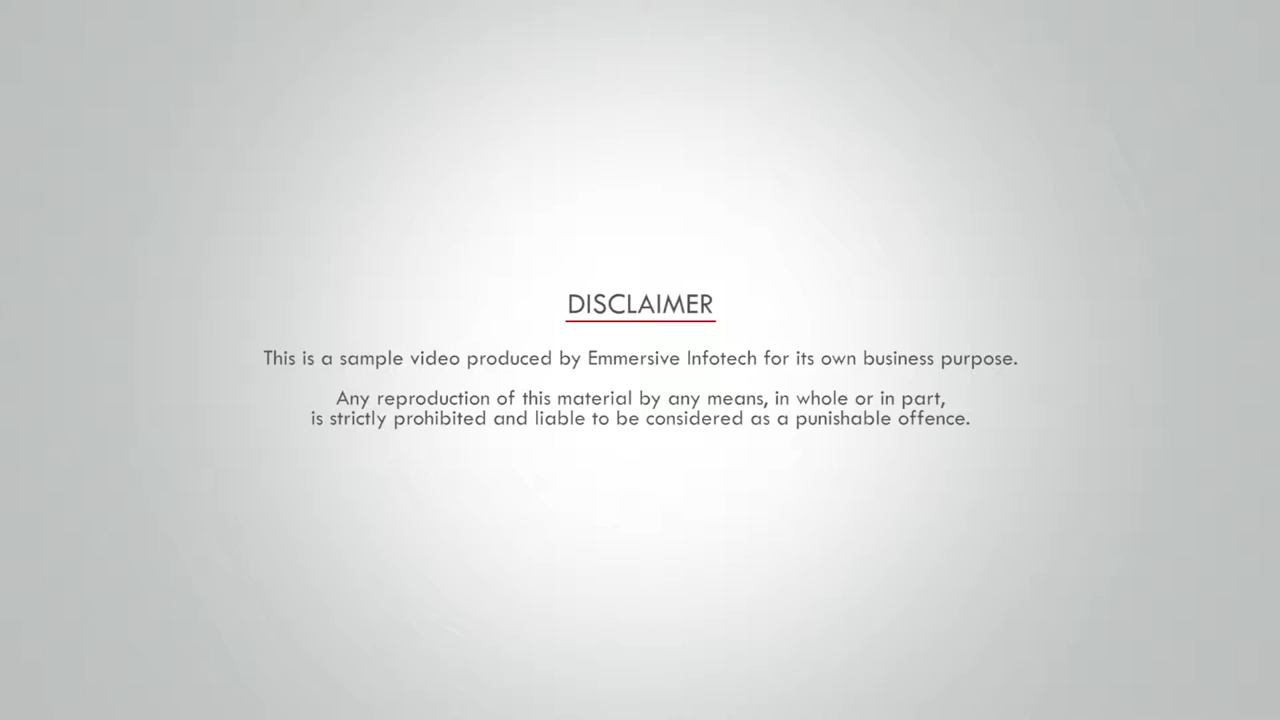 DISCLAIMER
This is a sample video produced by Emmersive Infotech for its own business purpose.
Any reproduction of this material by any means, in whole or in part,
is strictly prohibited and liable to be considered as a punishable offence.